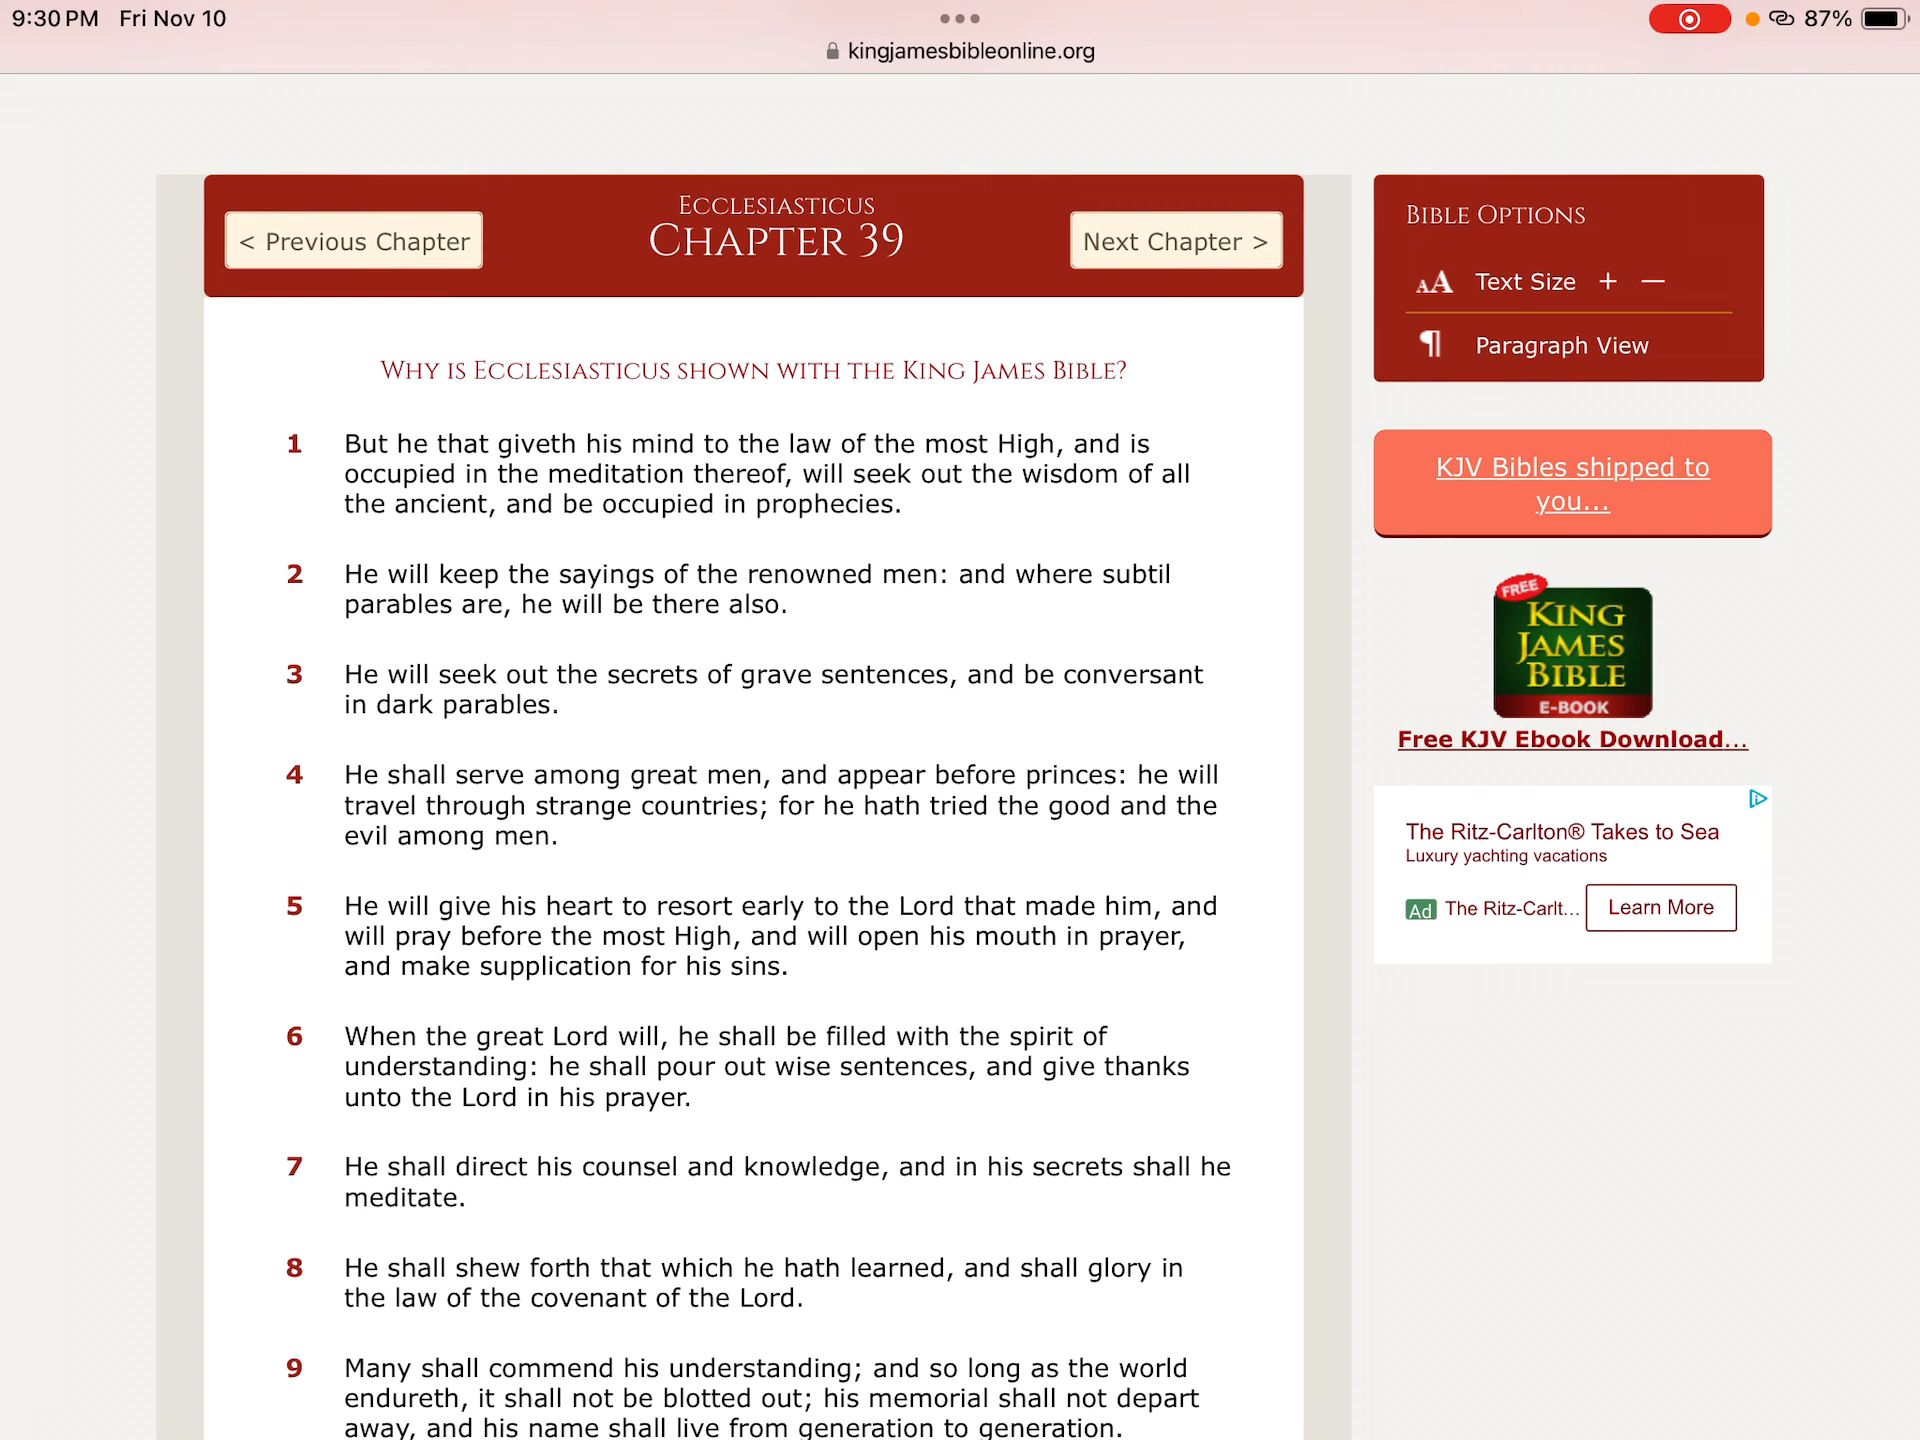 9:30 PM Fri Nov 10
87%
kingjamesbibleonline.org
< Previous Chapter
Ecclesiasticus
Chapter 39
Next Chapter >
Why is Ecclesiasticus shown with the King James Bible?
1 But he that giveth his mind to the law of the most High, and is
occupied in the meditation thereof, will seek out the wisdom of all
the ancient, and be occupied in prophecies.
2 He will keep the sayings of the renowned men: and where subtil
parables are, he will be there also.
3 He will seek out the secrets of grave sentences, and be conversant
in dark parables.
4 He shall serve among great men, and appear before princes: he will
travel through strange countries; for he hath tried the good and the
evil among men.
5 He will give his heart to resort early to the Lord that made him, and
will pray before the most High, and will open his mouth in prayer,
and make supplication for his sins.
6 When the great Lord will, he shall be filled with the spirit of
understanding: he shall pour out wise sentences, and give thanks
unto the Lord in his prayer.
7 He shall direct his counsel and knowledge, and in his secrets shall he
meditate.
8 He shall shew forth that which he hath learned, and shall glory in
the law of the covenant of the Lord.
9 Many shall commend his understanding; and so long as the world
endureth, it shall not be blotted out; his memorial shall not depart
away, and his name shall live from generation to generation.
Bible Options
AA Text Size + —
¶ Paragraph View
KJV Bibles shipped to
you...
FREE
KING
JAMES
BIBLE
E-BOOK
Free KJV Ebook Download...
The Ritz-Carlton® Takes to Sea
Luxury yachting vacations
Ad The Ritz-Carlt... Learn More